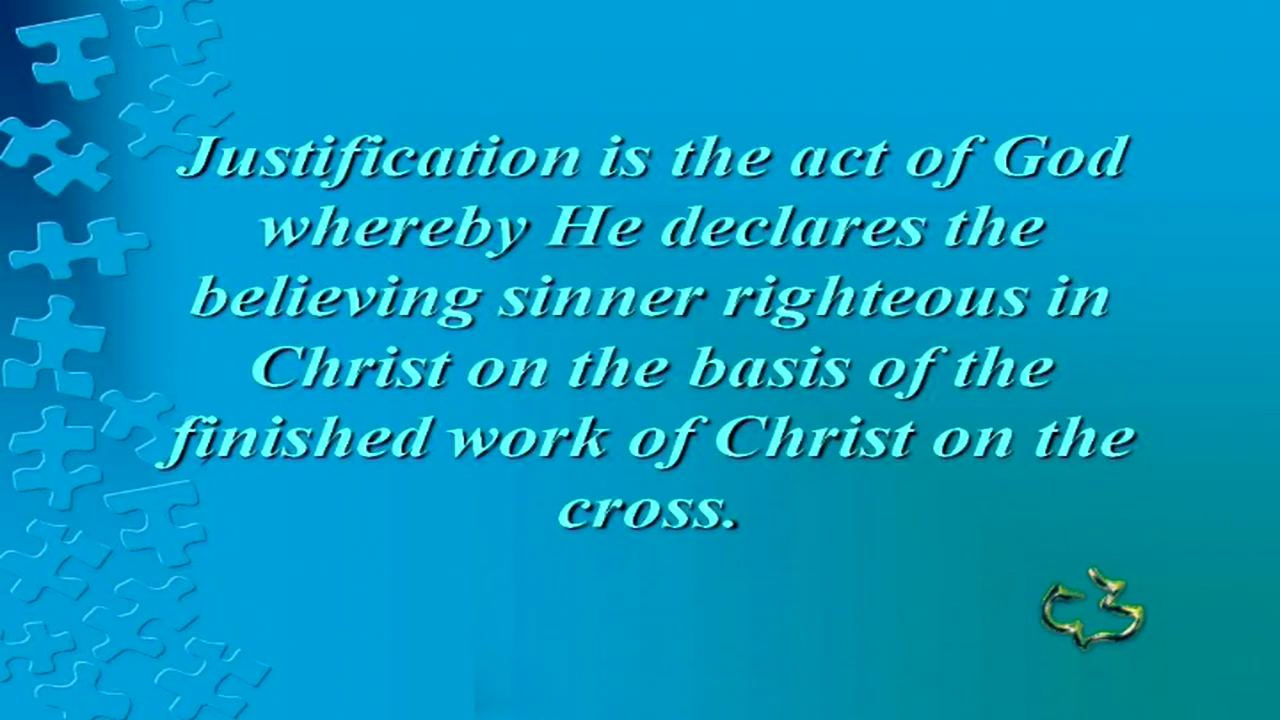 Justification is the act of God
whereby He declares the
believing sinner righteous in
Christ on the basis of the
finished work of Christ on the
cross.